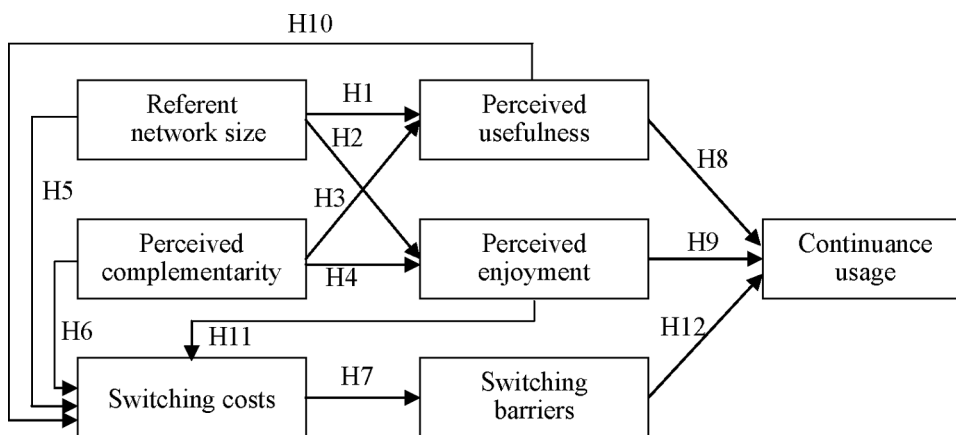 H10
Referent
network size
H1
Perceived
usefulness
H2
H8
H5
H3
Perceived
complementarity
H4
Perceived
enjoyment
H9
Continuance
usage
H6
H11
H12
Switching costs
H7
Switching
barriers